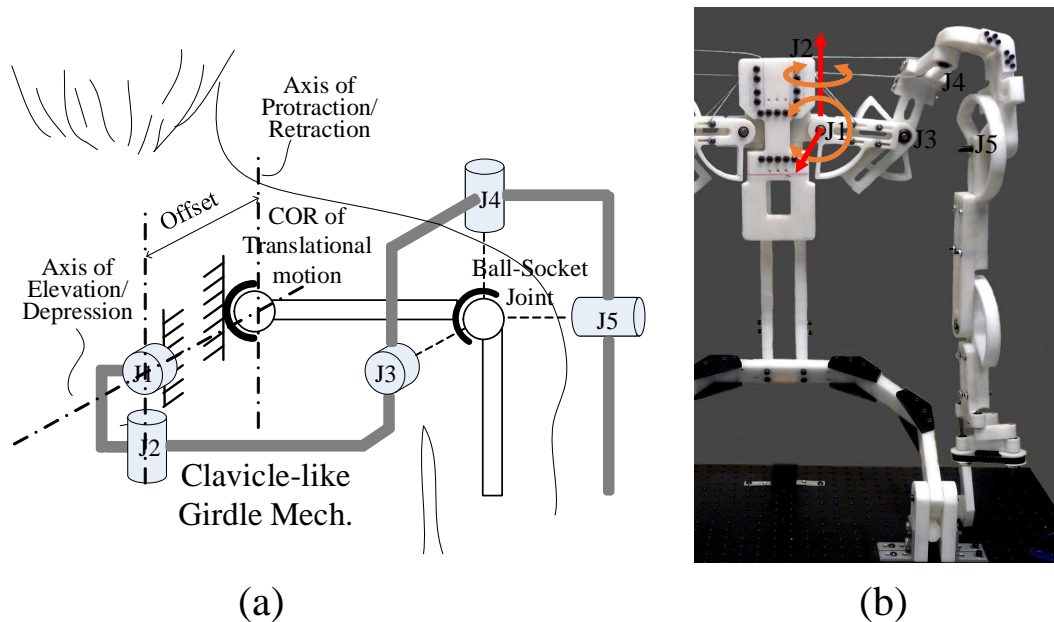 Axis of
Protraction/
Retraction
Offset
COR of
Translational
motion
Axis of
Elevation/
Depression
J4
Ball-Socket
Joint
J5
J1
J3
J2
Clavicle-like
Girdle Mech.
(a)
J2
J4
J1
J3
J5
(b)